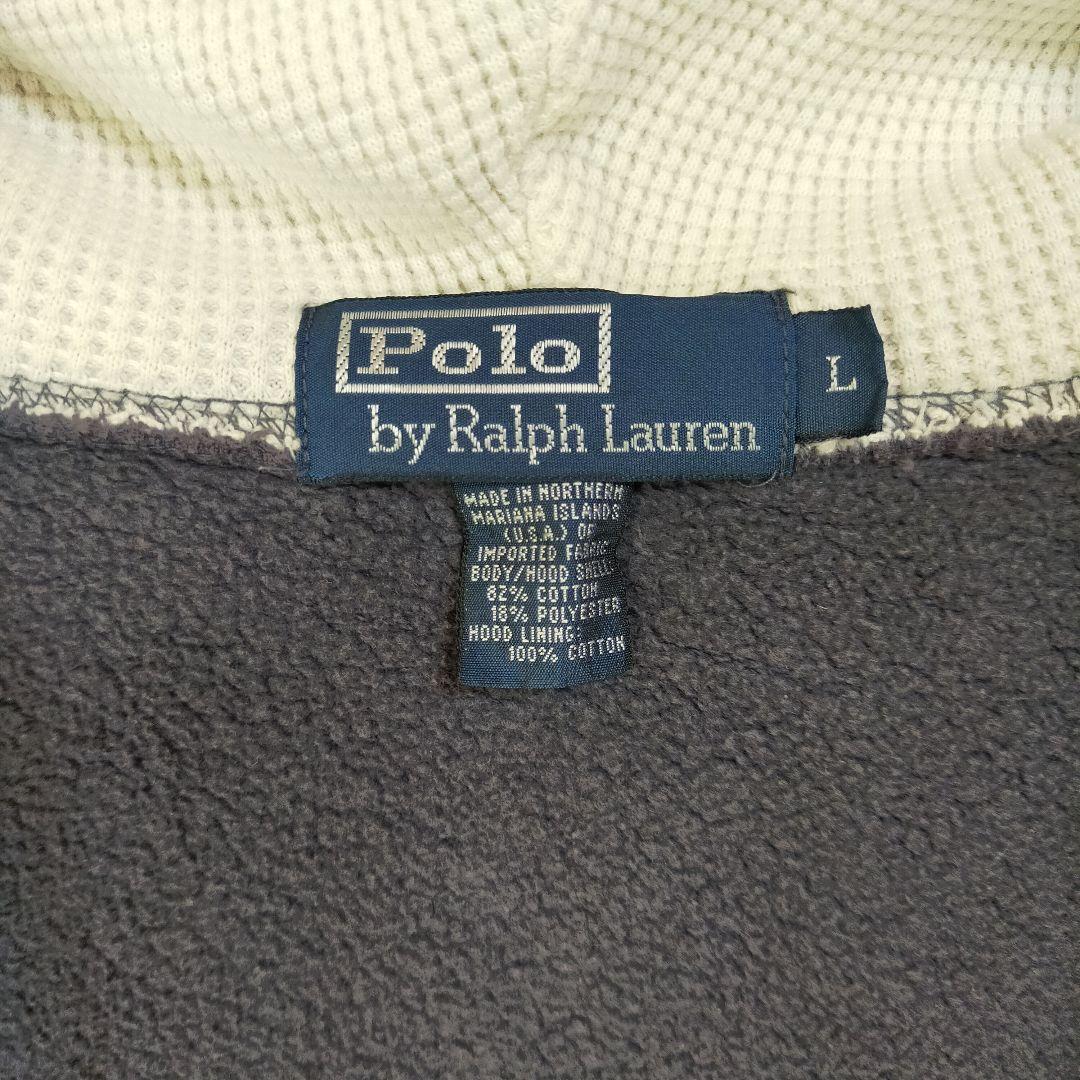 Polo
by Ralph Lauren
L
MADE IN NORTHERN
MARIANA ISLANDS
(U.S.A.) OF
IMPORTED FABRIC
BODY/HOOD SHELL:
82% COTTON
18% POLYESTER
HOOD LINING:
100% COTTON